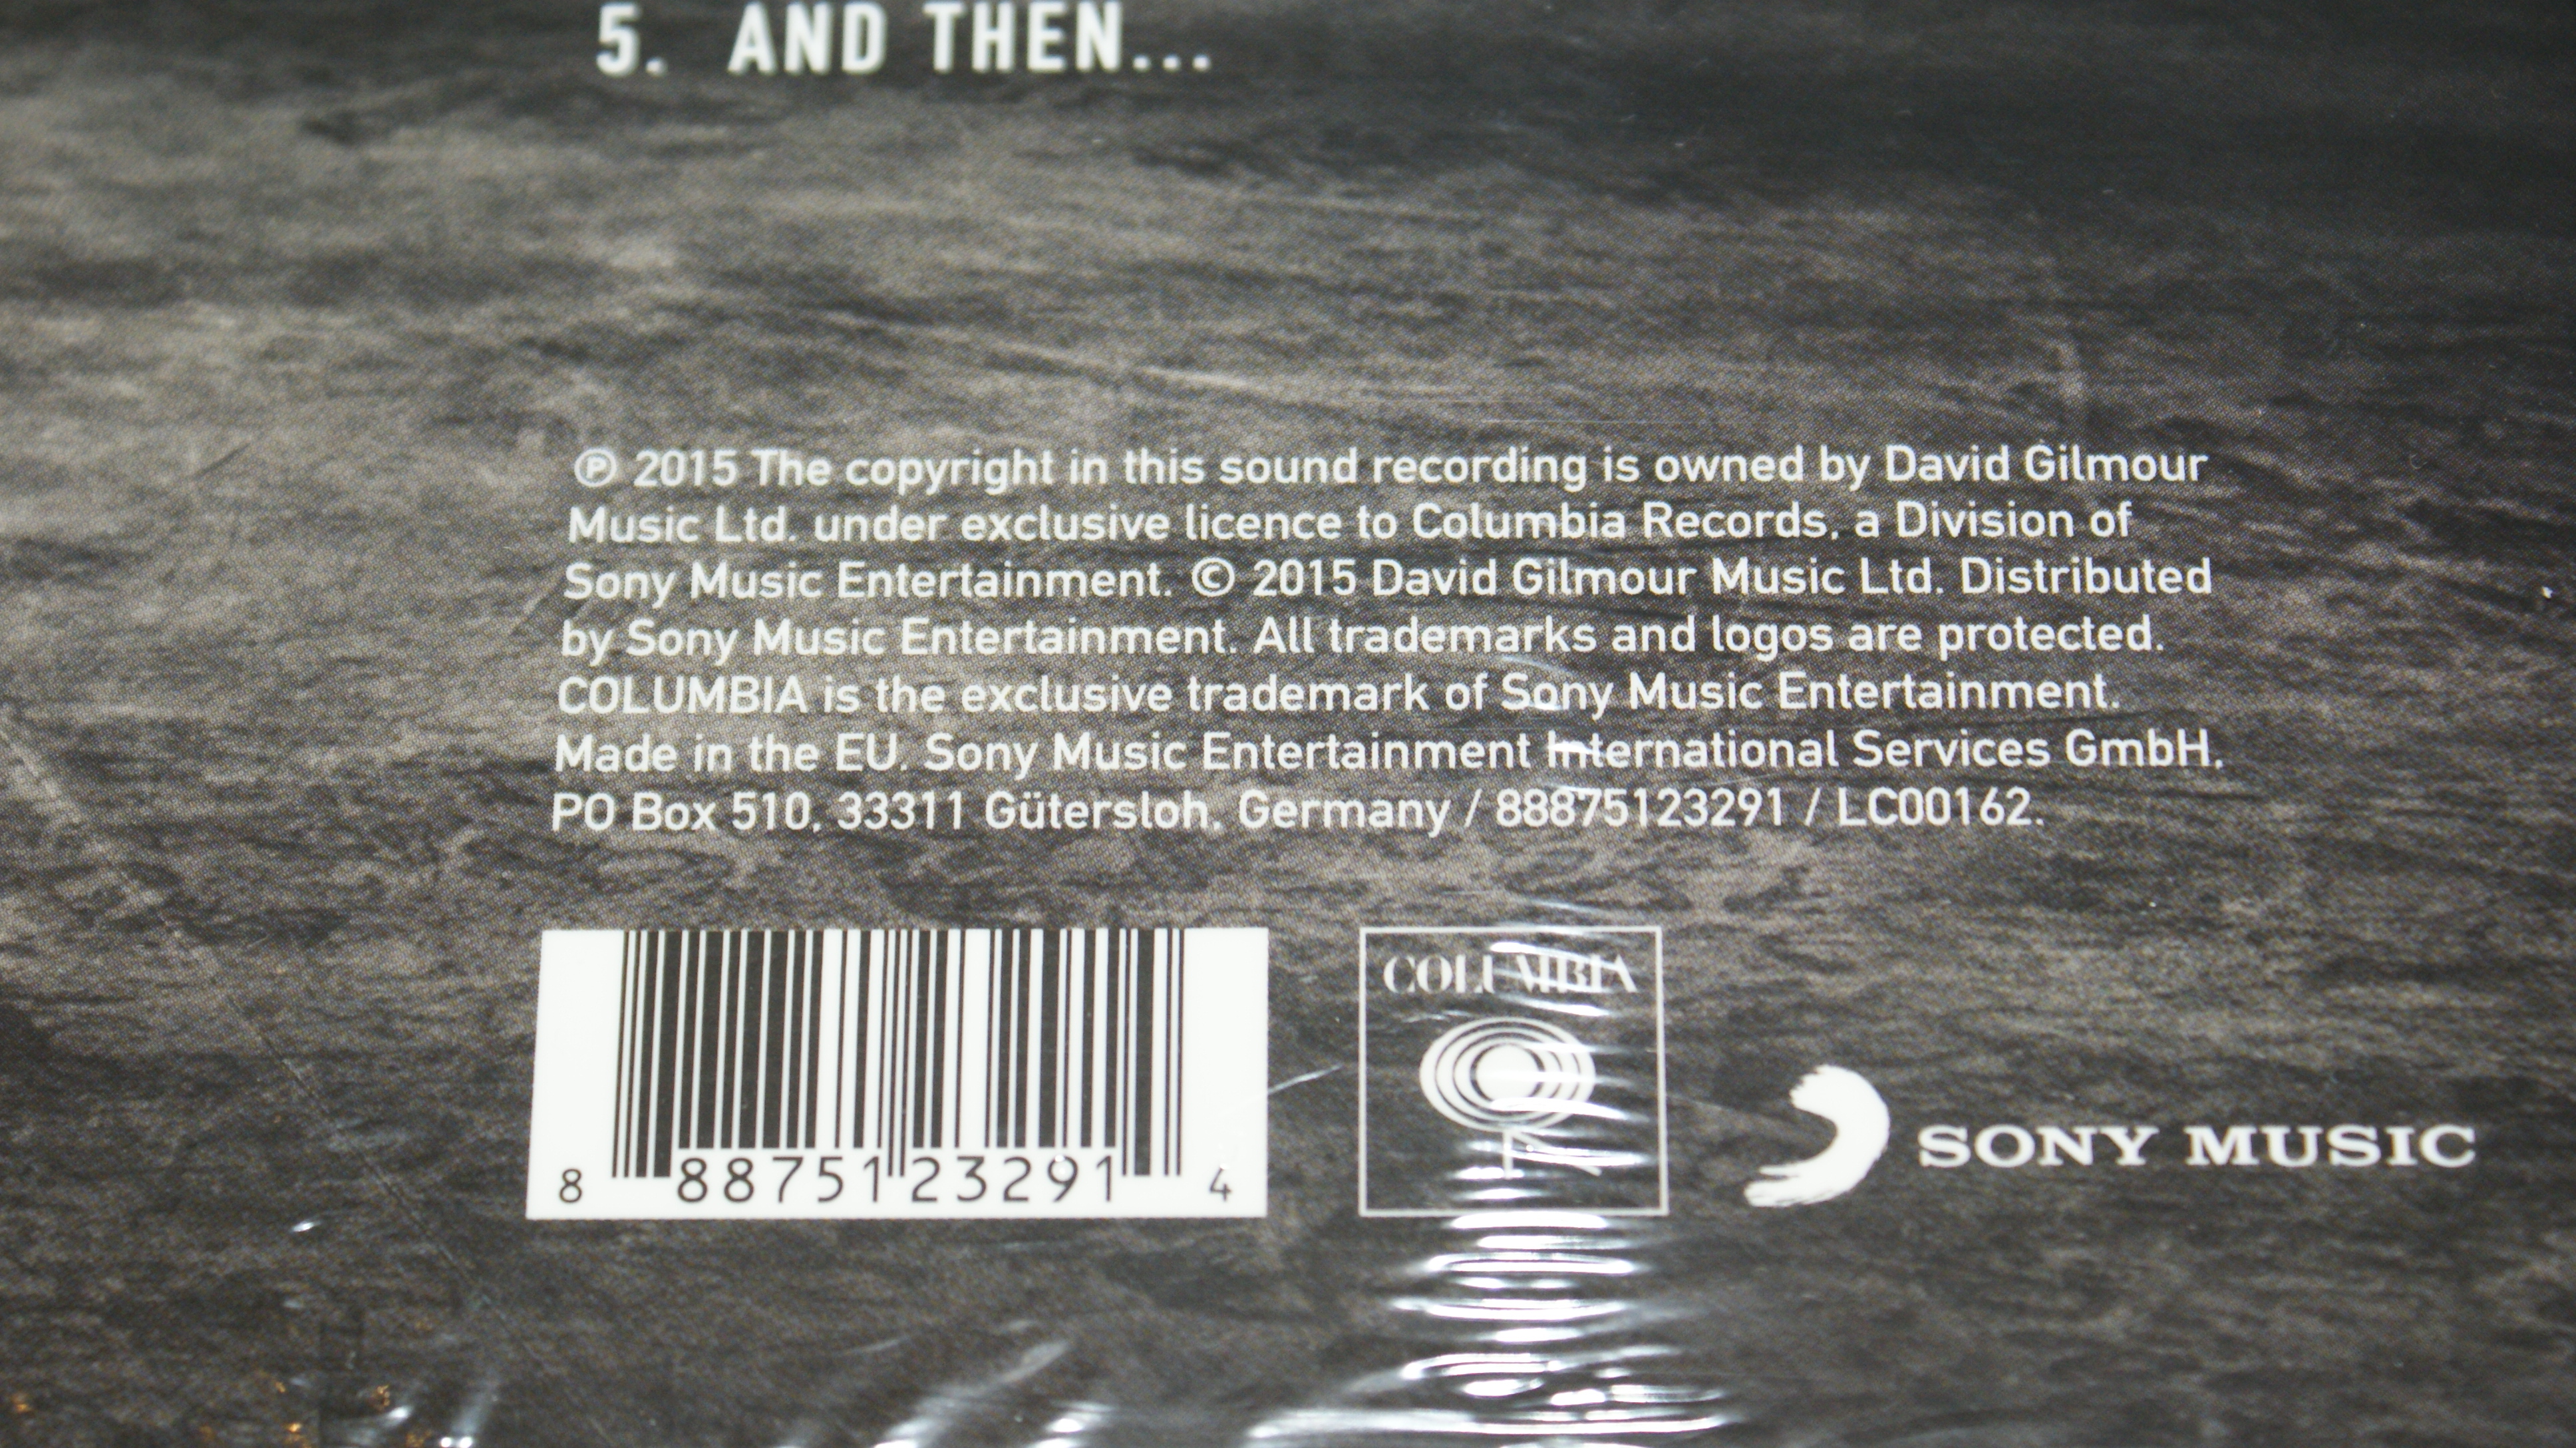 5. AND THEN...
℗ 2015 The copyright in this sound recording is owned by David Gilmour
Music Ltd. under exclusive licence to Columbia Records, a Division of
Sony Music Entertainment. © 2015 David Gilmour Music Ltd. Distributed
by Sony Music Entertainment. All trademarks and logos are protected.
COLUMBIA is the exclusive trademark of Sony Music Entertainment.
Made in the EU. Sony Music Entertainment International Services GmbH,
PO Box 510, 33311 Gütersloh, Germany / 88875123291 / LC00162.
8 88751 23291 4
COLUMBIA
SONY MUSIC